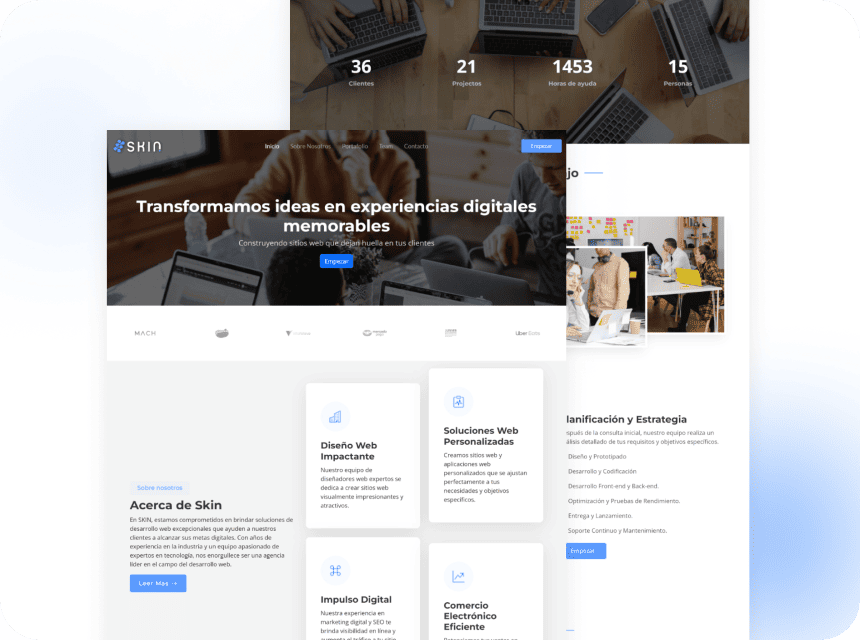 36
21
1453
15
Clientes
Projectos
Horas de ayuda
Personas
SKIN
Inicio
Sobre Nosotros
Portafolio
Team
Contacto
Empezar
Transformamos ideas en experiencias digitales
memorables
Construyendo sitios web que dejan huella en tus clientes
Empezar
MACH
Sobre nosotros
Acerca de Skin
En SKIN, estamos comprometidos en brindar soluciones de
desarrollo web excepcionales que ayuden a nuestros
clientes a alcanzar sus metas digitales. Con años de
experiencia en la industria y un equipo apasionado de
expertos en tecnología, nos enorgullece ser una agencia
líder en el campo del desarrollo web.
Leer Mas →
Diseño Web
Impactante
Nuestro equipo de
diseñadores web expertos se
dedica a crear sitios web
visualmente impresionantes y
atractivos.
Soluciones Web
Personalizadas
Creamos sitios web y
aplicaciones web
personalizados que se ajustan
perfectamente a tus
necesidades y objetivos
específicos.
Impulso Digital
Nuestra experiencia en
marketing digital y SEO te
brinda visibilidad en línea y
Comercio
Electrónico
Eficiente
jo
lanificación y Estrategia
espués de la consulta inicial, nuestro equipo realiza un
álisis detallado de tus requisitos y objetivos específicos.
Diseño y Prototipado
Desarrollo y Codificación
Desarrollo Front-end y Back-end.
Optimización y Pruebas de Rendimiento.
Entrega y Lanzamiento.
Soporte Continuo y Mantenimiento.
Empezar